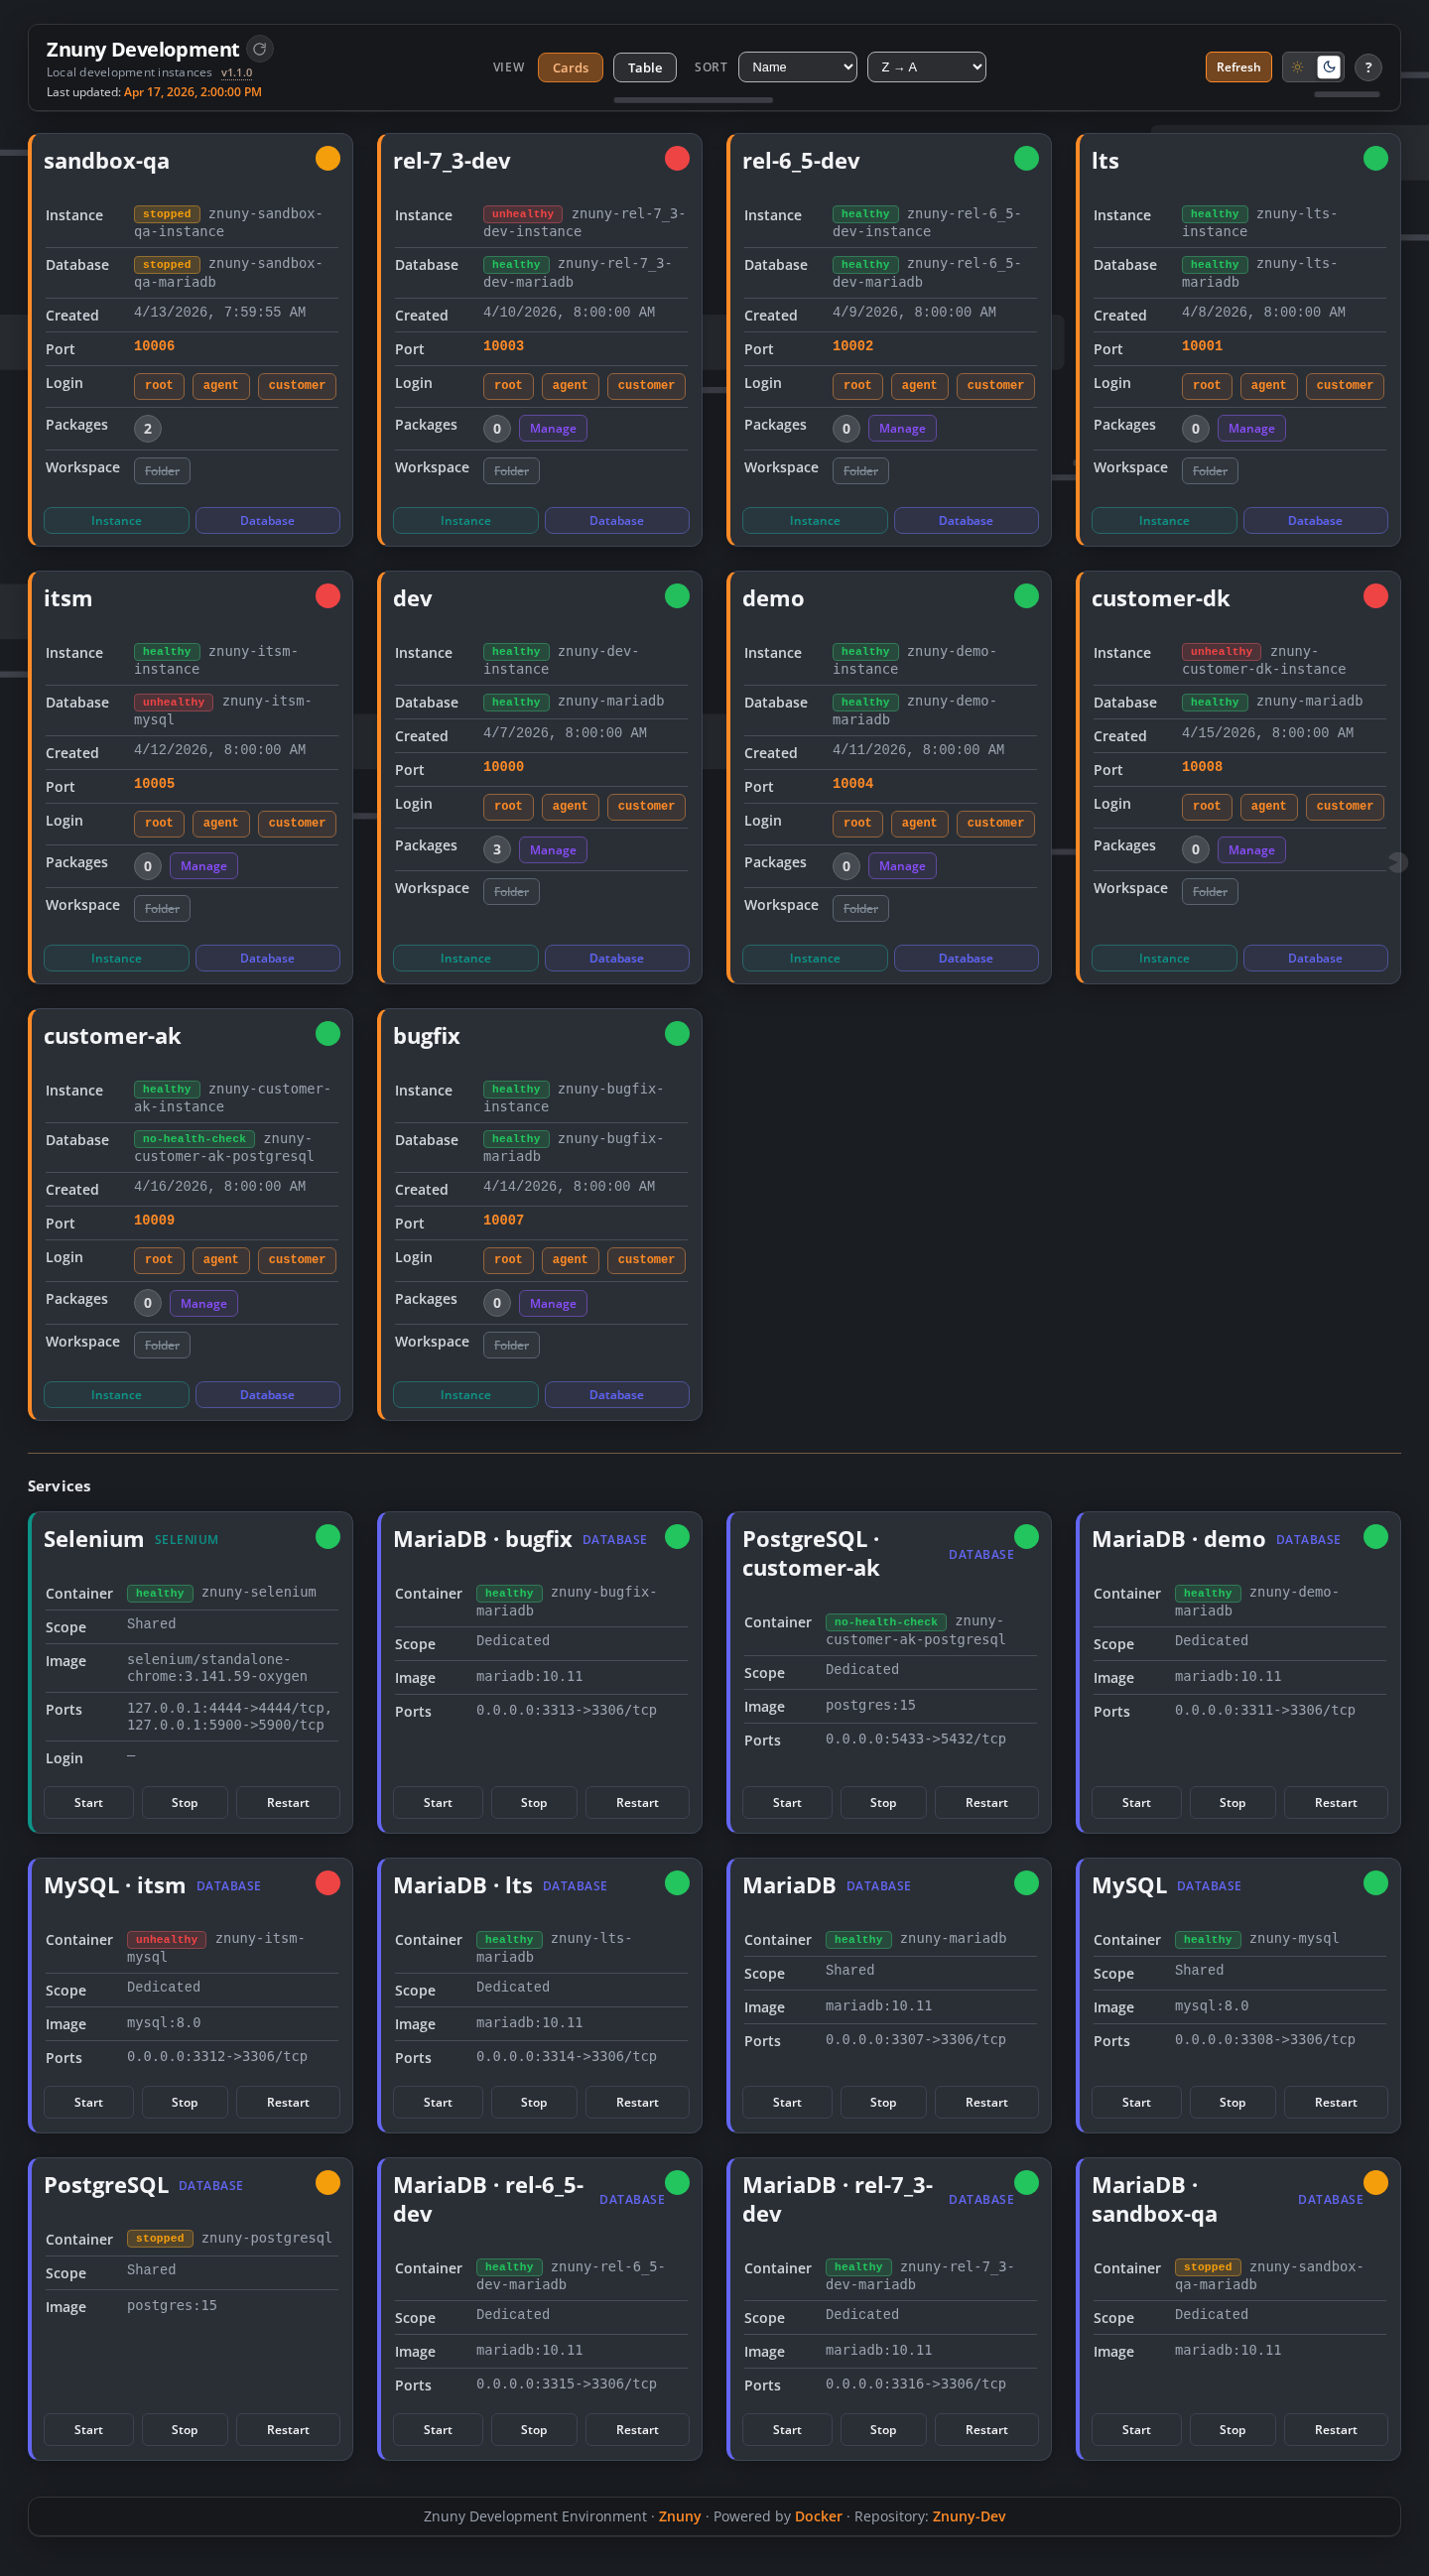 Znuny Development
Local development instances v1.1.0
Last updated: Apr 17, 2026, 2:00:00 PM
VIEW Cards Table SORT Name Z → A
Refresh ?
sandbox-qa
Instance stopped znuny-sandbox-
qa-instance
Database stopped znuny-sandbox-
qa-mariadb
Created 4/13/2026, 7:59:55 AM
Port 10006
Login root agent customer
Packages 2
Workspace Folder
Instance Database
rel-7_3-dev
Instance unhealthy znuny-rel-7_3-
dev-instance
Database healthy znuny-rel-7_3-
dev-mariadb
Created 4/10/2026, 8:00:00 AM
Port 10003
Login root agent customer
Packages 0 Manage
Workspace Folder
Instance Database
rel-6_5-dev
Instance healthy znuny-rel-6_5-
dev-instance
Database healthy znuny-rel-6_5-
dev-mariadb
Created 4/9/2026, 8:00:00 AM
Port 10002
Login root agent customer
Packages 0 Manage
Workspace Folder
Instance Database
lts
Instance healthy znuny-lts-
instance
Database healthy znuny-lts-
mariadb
Created 4/8/2026, 8:00:00 AM
Port 10001
Login root agent customer
Packages 0 Manage
Workspace Folder
Instance Database
itsm
Instance healthy znuny-itsm-
instance
Database unhealthy znuny-itsm-
mysql
Created 4/12/2026, 8:00:00 AM
Port 10005
Login root agent customer
Packages 0 Manage
Workspace Folder
Instance Database
dev
Instance healthy znuny-dev-
instance
Database healthy znuny-mariadb
Created 4/7/2026, 8:00:00 AM
Port 10000
Login root agent customer
Packages 3 Manage
Workspace Folder
Instance Database
demo
Instance healthy znuny-demo-
instance
Database healthy znuny-demo-
mariadb
Created 4/11/2026, 8:00:00 AM
Port 10004
Login root agent customer
Packages 0 Manage
Workspace Folder
Instance Database
customer-dk
Instance unhealthy znuny-
customer-dk-instance
Database healthy znuny-mariadb
Created 4/15/2026, 8:00:00 AM
Port 10008
Login root agent customer
Packages 0 Manage
Workspace Folder
Instance Database
customer-ak
Instance healthy znuny-customer-
ak-instance
Database no-health-check znuny-
customer-ak-postgresql
Created 4/16/2026, 8:00:00 AM
Port 10009
Login root agent customer
Packages 0 Manage
Workspace Folder
Instance Database
bugfix
Instance healthy znuny-bugfix-
instance
Database healthy znuny-bugfix-
mariadb
Created 4/14/2026, 8:00:00 AM
Port 10007
Login root agent customer
Packages 0 Manage
Workspace Folder
Instance Database
Services
Selenium SELENIUM
Container healthy znuny-selenium
Scope Shared
Image selenium/standalone-
chrome:3.141.59-oxygen
Ports 127.0.0.1:4444->4444/tcp,
127.0.0.1:5900->5900/tcp
Login —
Start Stop Restart
MariaDB · bugfix DATABASE
Container healthy znuny-bugfix-
mariadb
Scope Dedicated
Image mariadb:10.11
Ports 0.0.0.0:3313->3306/tcp
Start Stop Restart
PostgreSQL ·
customer-ak DATABASE
Container no-health-check znuny-
customer-ak-postgresql
Scope Dedicated
Image postgres:15
Ports 0.0.0.0:5433->5432/tcp
Start Stop Restart
MariaDB · demo DATABASE
Container healthy znuny-demo-
mariadb
Scope Dedicated
Image mariadb:10.11
Ports 0.0.0.0:3311->3306/tcp
Start Stop Restart
MySQL · itsm DATABASE
Container unhealthy znuny-itsm-
mysql
Scope Dedicated
Image mysql:8.0
Ports 0.0.0.0:3312->3306/tcp
Start Stop Restart
MariaDB · lts DATABASE
Container healthy znuny-lts-
mariadb
Scope Dedicated
Image mariadb:10.11
Ports 0.0.0.0:3314->3306/tcp
Start Stop Restart
MariaDB DATABASE
Container healthy znuny-mariadb
Scope Shared
Image mariadb:10.11
Ports 0.0.0.0:3307->3306/tcp
Start Stop Restart
MySQL DATABASE
Container healthy znuny-mysql
Scope Shared
Image mysql:8.0
Ports 0.0.0.0:3308->3306/tcp
Start Stop Restart
PostgreSQL DATABASE
Container stopped znuny-postgresql
Scope Shared
Image postgres:15
Start Stop Restart
MariaDB · rel-6_5-
dev DATABASE
Container healthy znuny-rel-6_5-
dev-mariadb
Scope Dedicated
Image mariadb:10.11
Ports 0.0.0.0:3315->3306/tcp
Start Stop Restart
MariaDB · rel-7_3-
dev DATABASE
Container healthy znuny-rel-7_3-
dev-mariadb
Scope Dedicated
Image mariadb:10.11
Ports 0.0.0.0:3316->3306/tcp
Start Stop Restart
MariaDB ·
sandbox-qa DATABASE
Container stopped znuny-sandbox-
qa-mariadb
Scope Dedicated
Image mariadb:10.11
Start Stop Restart
Znuny Development Environment · Znuny · Powered by Docker · Repository: Znuny-Dev